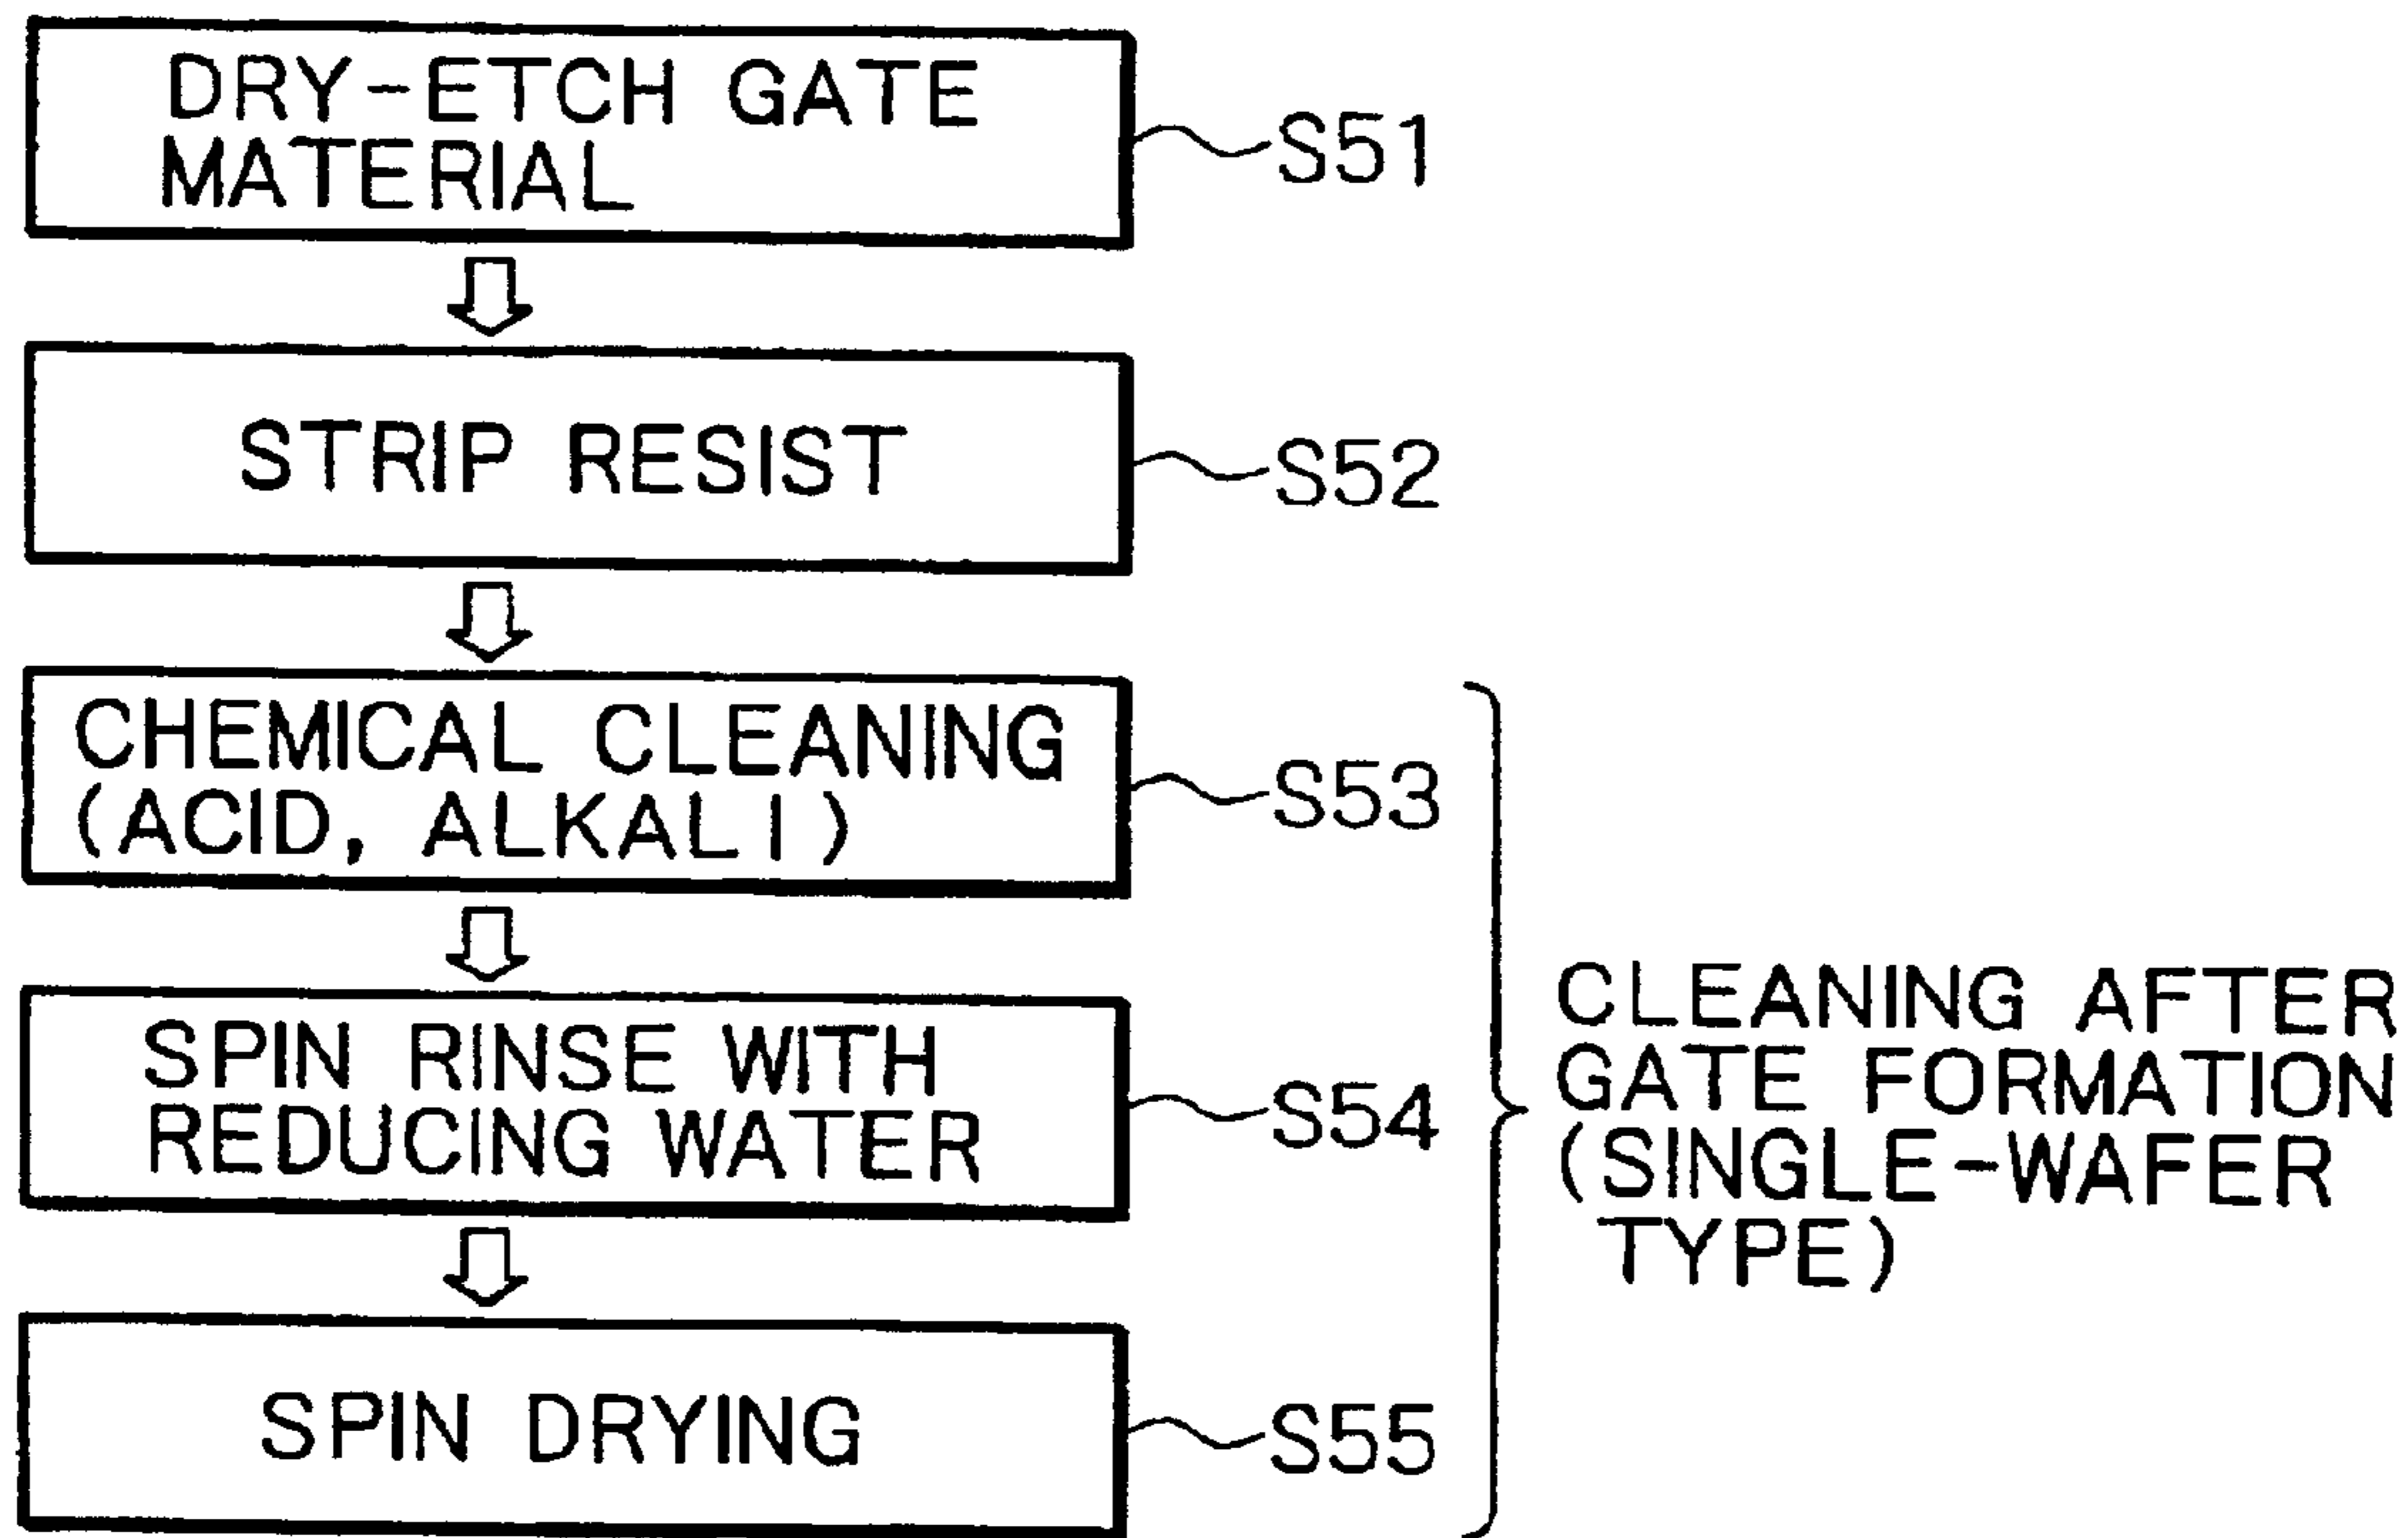 DRY-ETCH GATE
MATERIAL
S51
STRIP RESIST
S52
CHEMICAL CLEANING
(ACID, ALKALI)
S53
SPIN RINSE WITH
REDUCING WATER
S54
SPIN DRYING
S55
CLEANING AFTER
GATE FORMATION
(SINGLE-WAFER
TYPE)